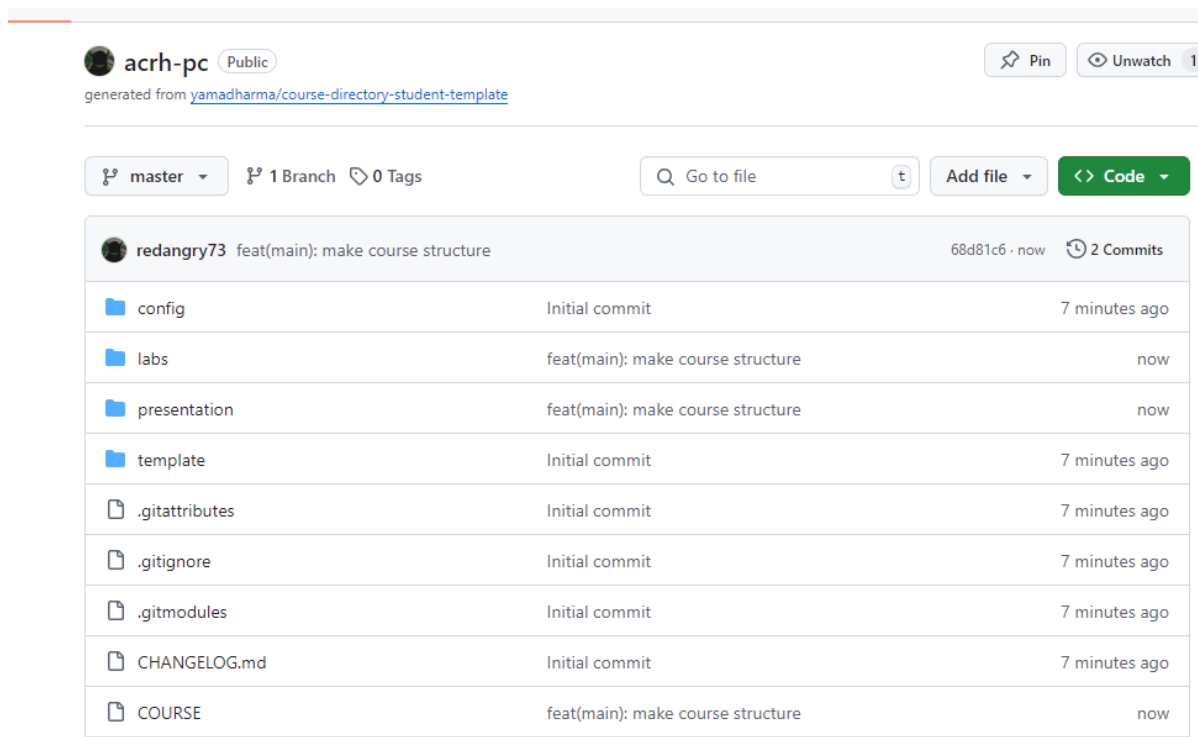 acrh-pc Public Pin Unwatch 1
generated from yamadharma/course-directory-student-template
master 1 Branch 0 Tags Go to file t Add file Code
redangry73 feat(main): make course structure 68d81c6 · now 2 Commits
config Initial commit 7 minutes ago
labs feat(main): make course structure now
presentation feat(main): make course structure now
template Initial commit 7 minutes ago
.gitattributes Initial commit 7 minutes ago
.gitignore Initial commit 7 minutes ago
.gitmodules Initial commit 7 minutes ago
CHANGELOG.md Initial commit 7 minutes ago
COURSE feat(main): make course structure now